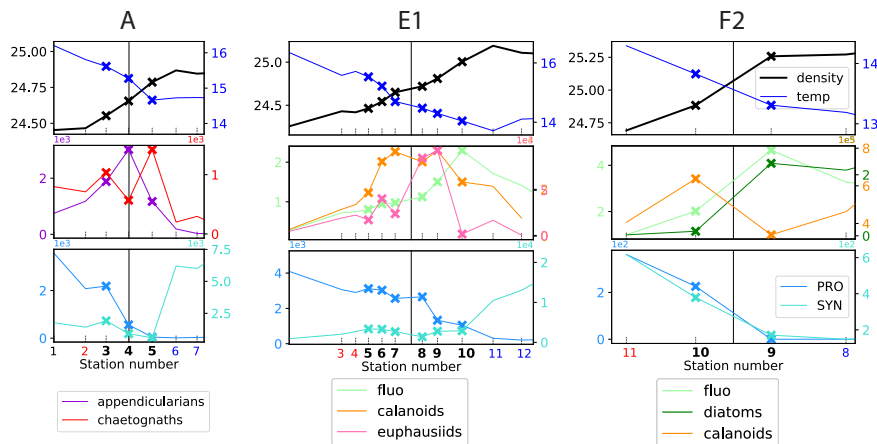 A E1 F2
25.00 16 25.0 16 25.25 14
24.75 15 25.00 density
24.50 14 24.5 14 24.75 temp 13
1e3 1e3 1e4 1e5
2 1 2 4 8
1 2 6
0 0 0 0 2 4
1e3 1e3 7.5 1e3 1e4 1e2 1e2
2 5.0 4 2 2 PRO
2.5 2 1 SYN 4
0 0 0 0 2
1 2 3 4 5 6 7 3 4 5 6 7 8 9 10 11 12 11 10 9 8
Station number Station number Station number
appendicularians
chaetognaths
fluo
calanoids
euphausiids
fluo
diatoms
calanoids